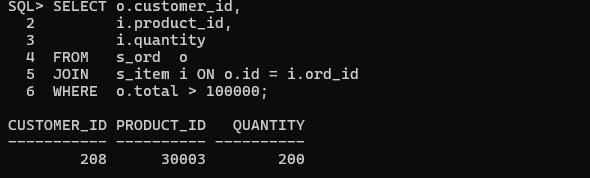 SQL> SELECT o.customer_id,
  2         i.product_id,
  3         i.quantity
  4  FROM   s_ord  o
  5  JOIN   s_item i ON o.id = i.ord_id
  6  WHERE  o.total > 100000;

CUSTOMER_ID PRODUCT_ID   QUANTITY
----------- ---------- ----------
        208      30003        200